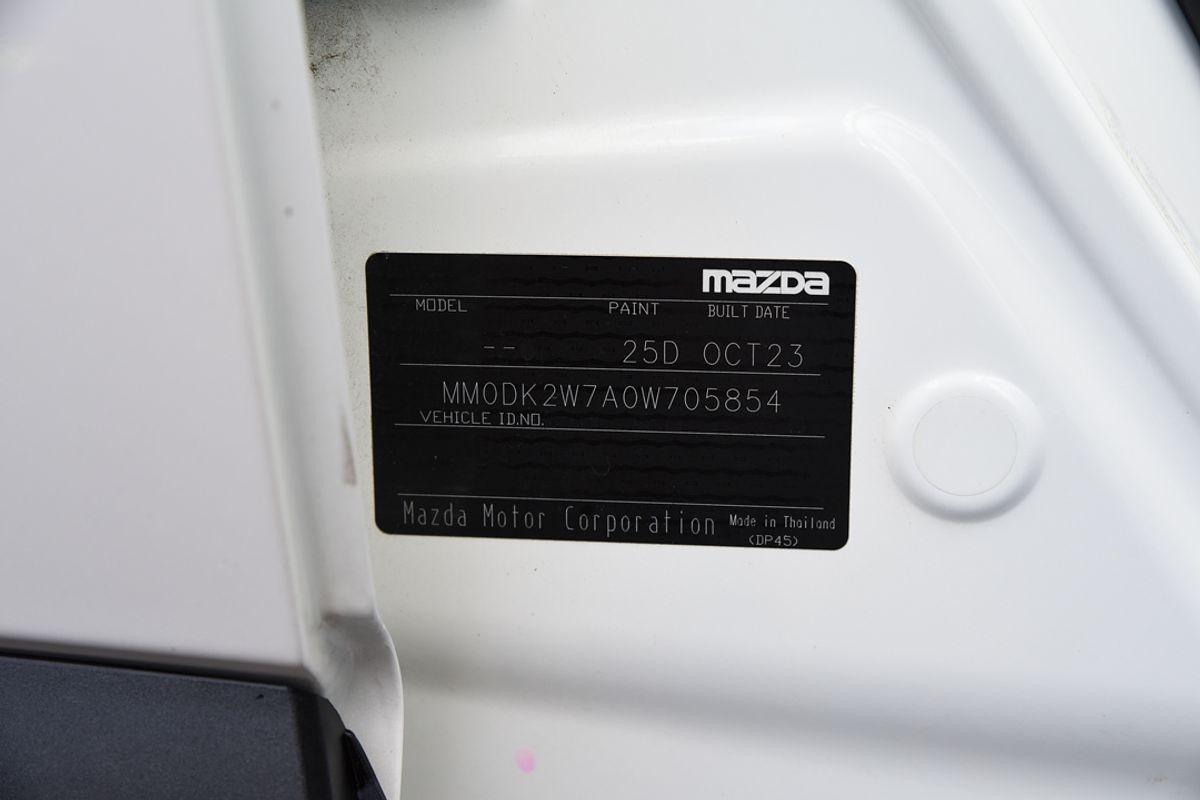 mazda
MODEL PAINT BUILT DATE
-- 25D OCT23
MM0DK2W7A0W705854
VEHICLE ID.NO.
Mazda Motor Corporation Made in Thailand
(DP45)